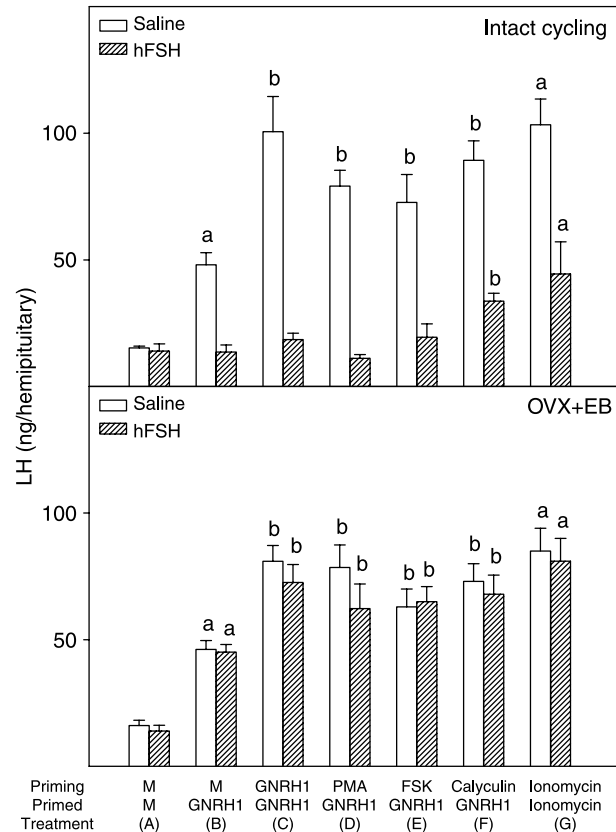 Saline
hFSH
Intact cycling
b
a
b
b
b
a
b
a
100
50
LH (ng/hemipituitary)
Saline
hFSH
OVX+EB
a a
b b
b b
b b
b b
a a
100
50
Priming M M GNRH1 PMA FSK Calyculin Ionomycin
Primed M GNRH1 GNRH1 GNRH1 GNRH1 GNRH1 Ionomycin
Treatment (A) (B) (C) (D) (E) (F) (G)